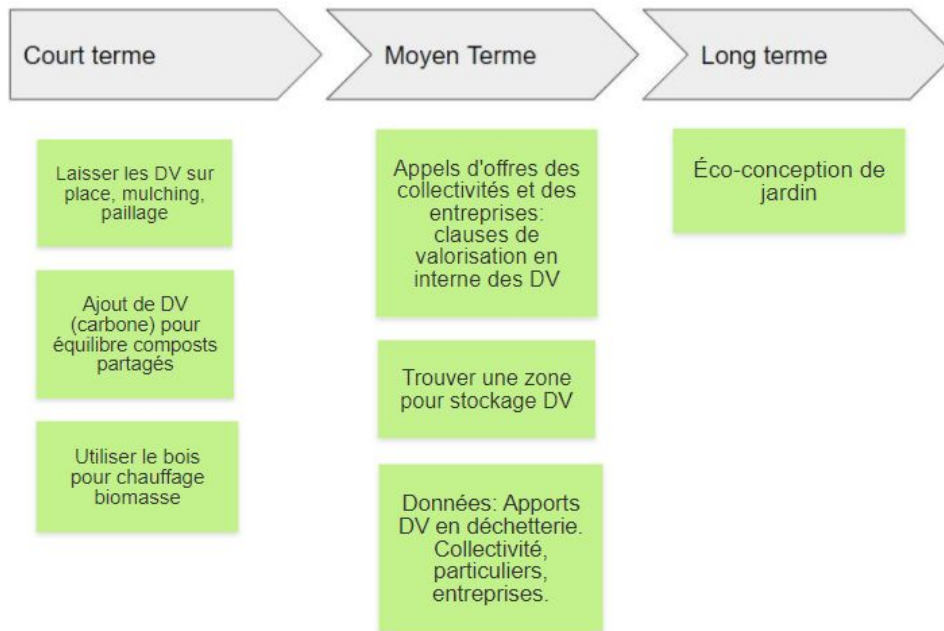 Court terme
Moyen Terme
Long terme
Laisser les DV sur
place, mulching,
paillage
Ajout de DV
(carbone) pour
équilibre composts
partagés
Utiliser le bois
pour chauffage
biomasse
Appels d'offres des
collectivités et des
entreprises:
clauses de
valorisation en
interne des DV
Trouver une zone
pour stockage DV
Données: Apports
DV en déchetterie.
Collectivité,
particuliers,
entreprises.
Éco-conception de
jardin